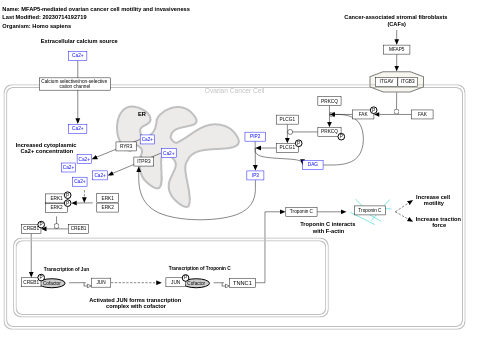 Name: MFAP5-mediated ovarian cancer cell motility and invasiveness
Last Modified: 20230714192719
Organism: Homo sapiens
Cancer-associated stromal fibroblasts
(CAFs)
Extracellular calcium source
MFAP5
Ca2+
Calcium selective/non-selective
cation channel
ITGAV ITGB3
Ovarian Cancer Cell
PRKCQ
ER
FAK P FAK
PLCG1
Ca2+
PRKCQ
P
PIP2
Ca2+
P
Increased cytoplasmic
Ca2+ concentration
RYR3
PLCG1
Ca2+
Ca2+
ITPR3
DAG
Ca2+
Ca2+
IP3
Ca2+
ERK1 P ERK1
ERK2 P ERK2
Increase cell
motility
Troponin C
Troponin C
Increase traction
force
CREB1 P CREB1
Troponin C interacts
with F-actin
Transcription of Jun
Transcription of Troponin C
P
P
CREB1 Cofactor JUN JUN Cofactor TNNC1
Activated JUN forms transcription
complex with cofactor